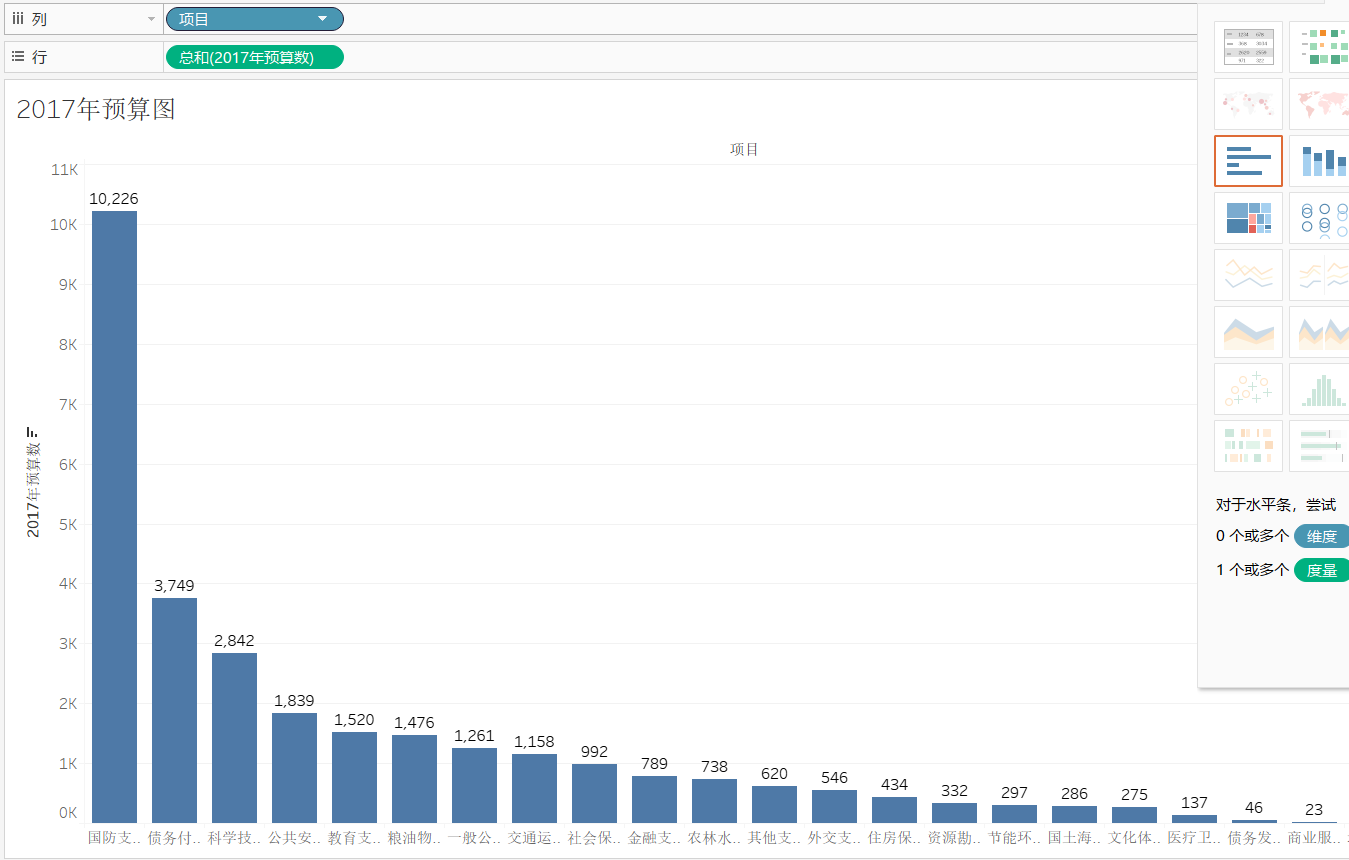 列
项目
行
总和(2017年预算数)
2017年预算图
项目
11K
10K
9K
8K
7K
6K
5K
4K
3K
2K
1K
0K
2017年预算数
10,226
3,749
2,842
1,839
1,520
1,476
1,261
1,158
992
789
738
620
546
434
332
297
286
275
137
46
23
国防支..
债务付..
科学技..
公共安..
教育支..
粮油物..
一般公..
交通运..
社会保..
金融支..
农林水..
其他支..
外交支..
住房保..
资源勘..
节能环..
国土海..
文化体..
医疗卫..
债务发..
商业服..
对于水平条，尝试
0 个或多个 维度
1 个或多个 度量